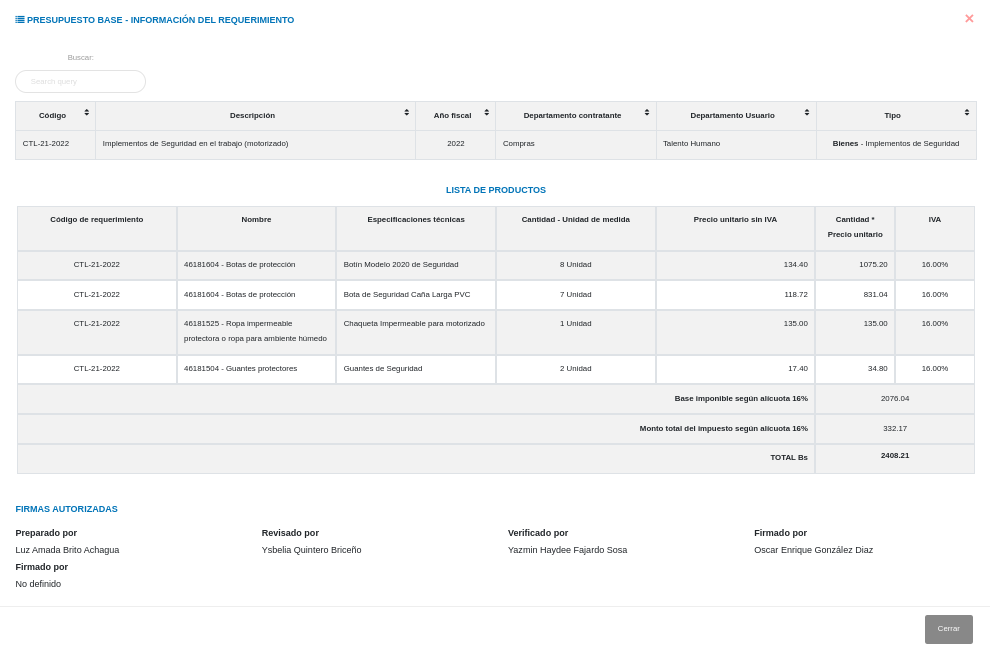 PRESUPUESTO BASE - INFORMACIÓN DEL REQUERIMIENTO
×
Buscar:
Search query
Código Descripción Año fiscal Departamento contratante Departamento Usuario Tipo
CTL-21-2022 Implementos de Seguridad en el trabajo (motorizado) 2022 Compras Talento Humano Bienes - Implementos de Seguridad
LISTA DE PRODUCTOS
Código de requerimiento Nombre Especificaciones técnicas Cantidad - Unidad de medida Precio unitario sin IVA Cantidad * IVA
Precio unitario
CTL-21-2022 46181604 - Botas de protección Botín Modelo 2020 de Seguridad 8 Unidad 134.40 1075.20 16.00%
CTL-21-2022 46181604 - Botas de protección Bota de Seguridad Caña Larga PVC 7 Unidad 118.72 831.04 16.00%
CTL-21-2022 46181525 - Ropa impermeable Chaqueta Impermeable para motorizado 1 Unidad 135.00 135.00 16.00%
protectora o ropa para ambiente húmedo
CTL-21-2022 46181504 - Guantes protectores Guantes de Seguridad 2 Unidad 17.40 34.80 16.00%
Base imponible según alícuota 16% 2076.04
Monto total del impuesto según alícuota 16% 332.17
TOTAL Bs 2408.21
FIRMAS AUTORIZADAS
Preparado por Revisado por Verificado por Firmado por
Luz Amada Brito Achagua Ysbelia Quintero Briceño Yazmin Haydee Fajardo Sosa Oscar Enrique González Diaz
Firmado por
No definido
Cerrar